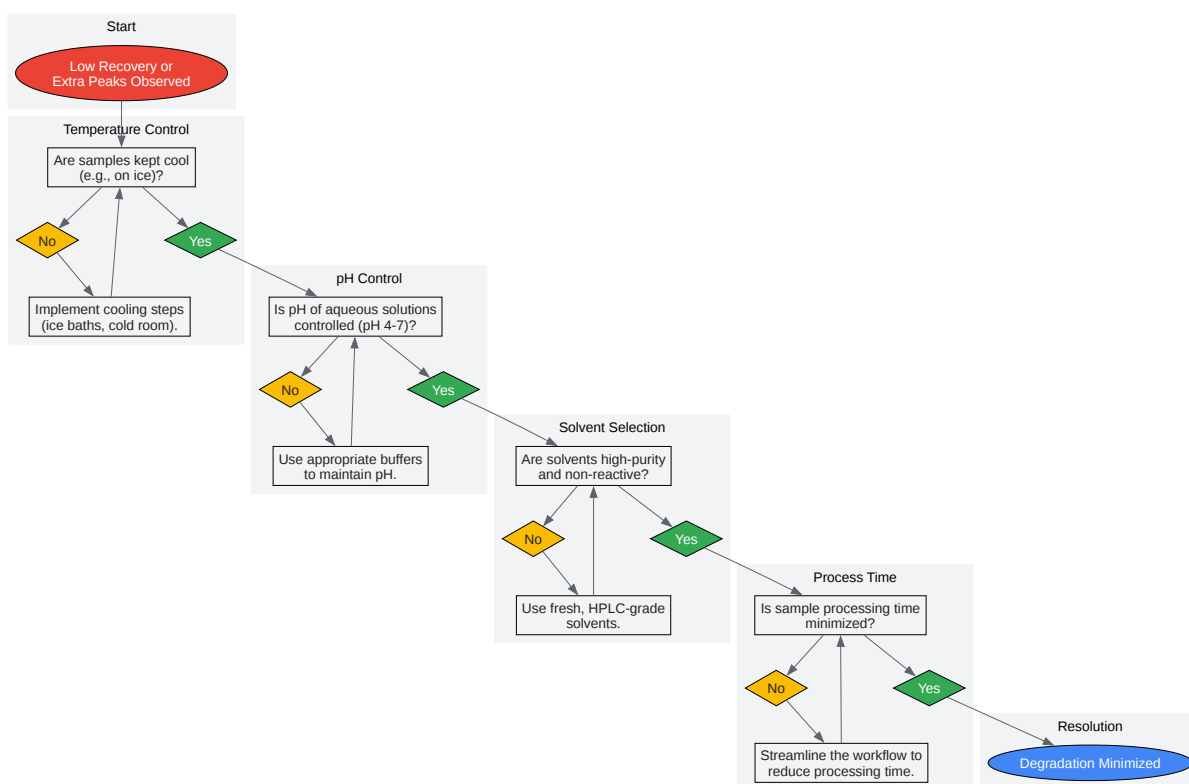 Start
Low Recovery or
Extra Peaks Observed
Temperature Control
Are samples kept cool
(e.g., on ice)?
No
Yes
Implement cooling steps
(ice baths, cold room).
pH Control
Is pH of aqueous solutions
controlled (pH 4-7)?
No
Yes
Use appropriate buffers
to maintain pH.
Solvent Selection
Are solvents high-purity
and non-reactive?
No
Yes
Use fresh, HPLC-grade
solvents.
Process Time
Is sample processing time
minimized?
No
Yes
Streamline the workflow to
reduce processing time.
Resolution
Degradation Minimized